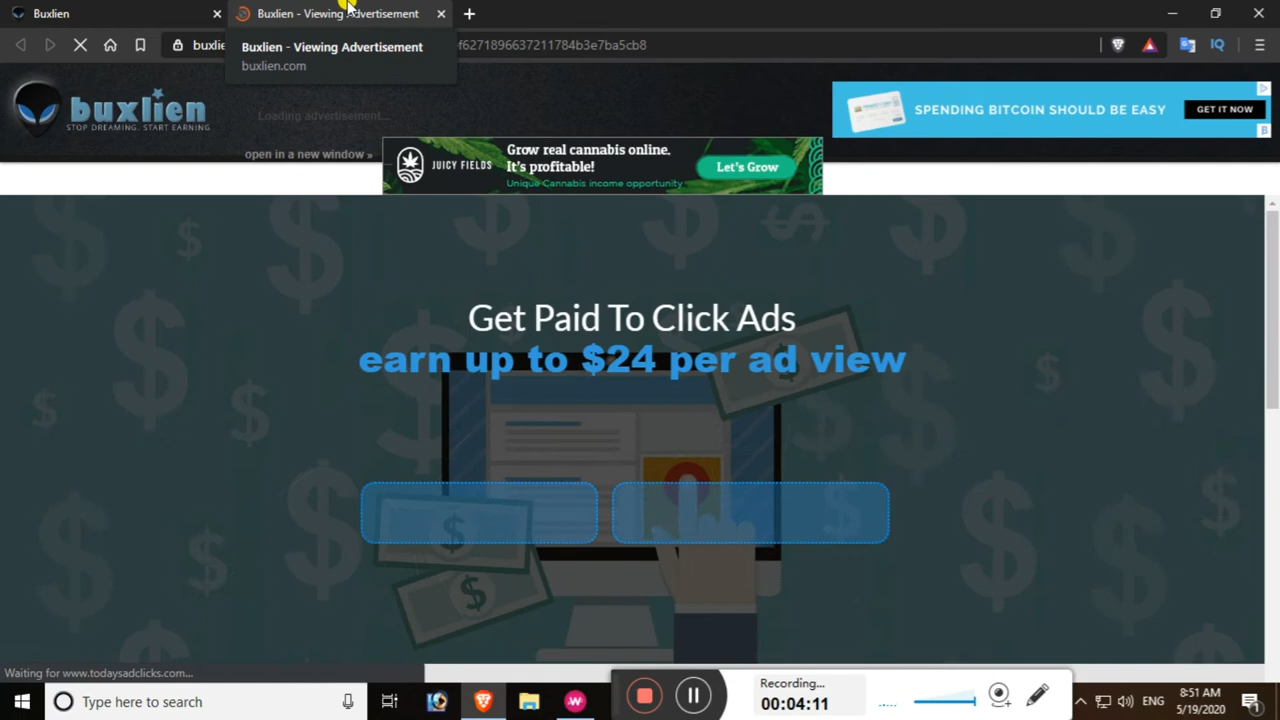 Buxlien
Buxlien - Viewing Advertisement
buxlie
ef6271896637211784b3e7ba5cb8
Buxlien - Viewing Advertisement
buxlien.com
buxlien
STOP DREAMING. START EARNING
Loading advertisement...
open in a new window »
SPENDING BITCOIN SHOULD BE EASY
GET IT NOW
JUICY FIELDS
Grow real cannabis online.
It's profitable!
Unique Cannabis income opportunity
Let's Grow
Get Paid To Click Ads
earn up to $24 per ad view
Waiting for www.todaysadclicks.com...
Type here to search
Recording...
00:04:11
ENG
8:51 AM
5/19/2020